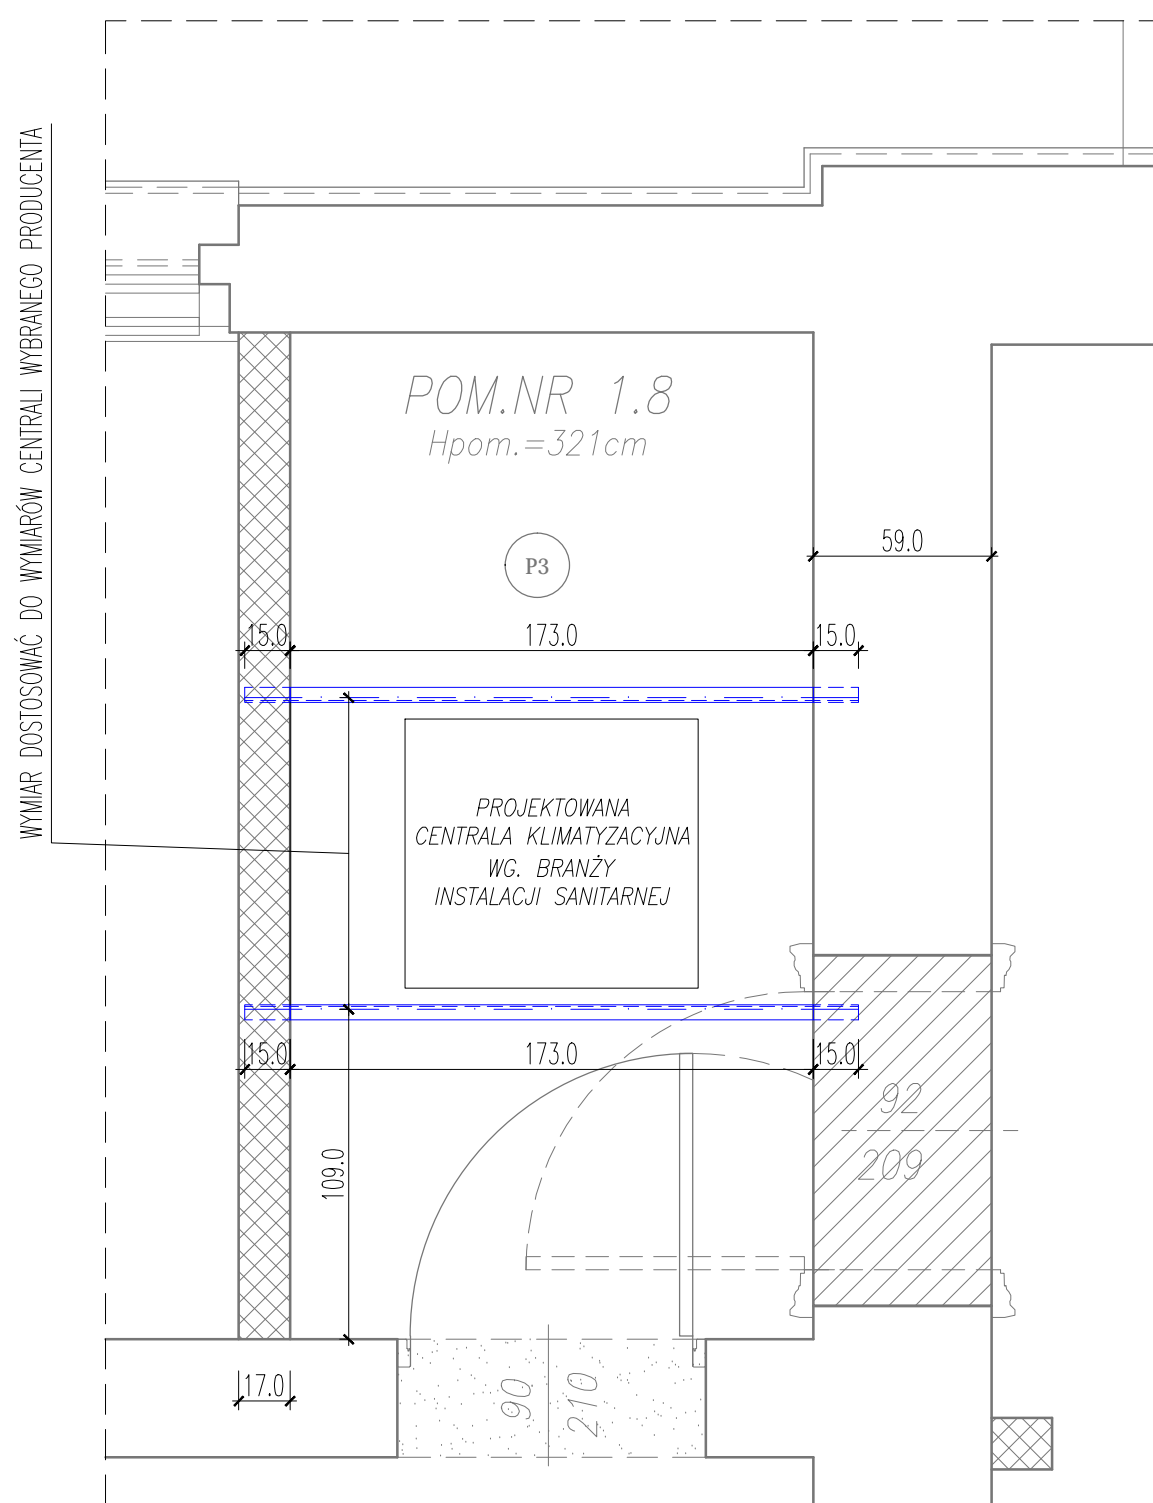 WYMIAR DOSTOSOWAĆ DO WYMIARÓW CENTRALI WYBRANEGO PRODUCENTA
POM.NR 1.8
Hpom.=321cm
59.0
P3
15.0
173.0
15.0
PROJEKTOWANA
CENTRALA KLIMATYZACYJNA
WG. BRANŻY
INSTALACJI SANITARNEJ
15.0
173.0
15.0
92
209
109.0
17.0
90
210